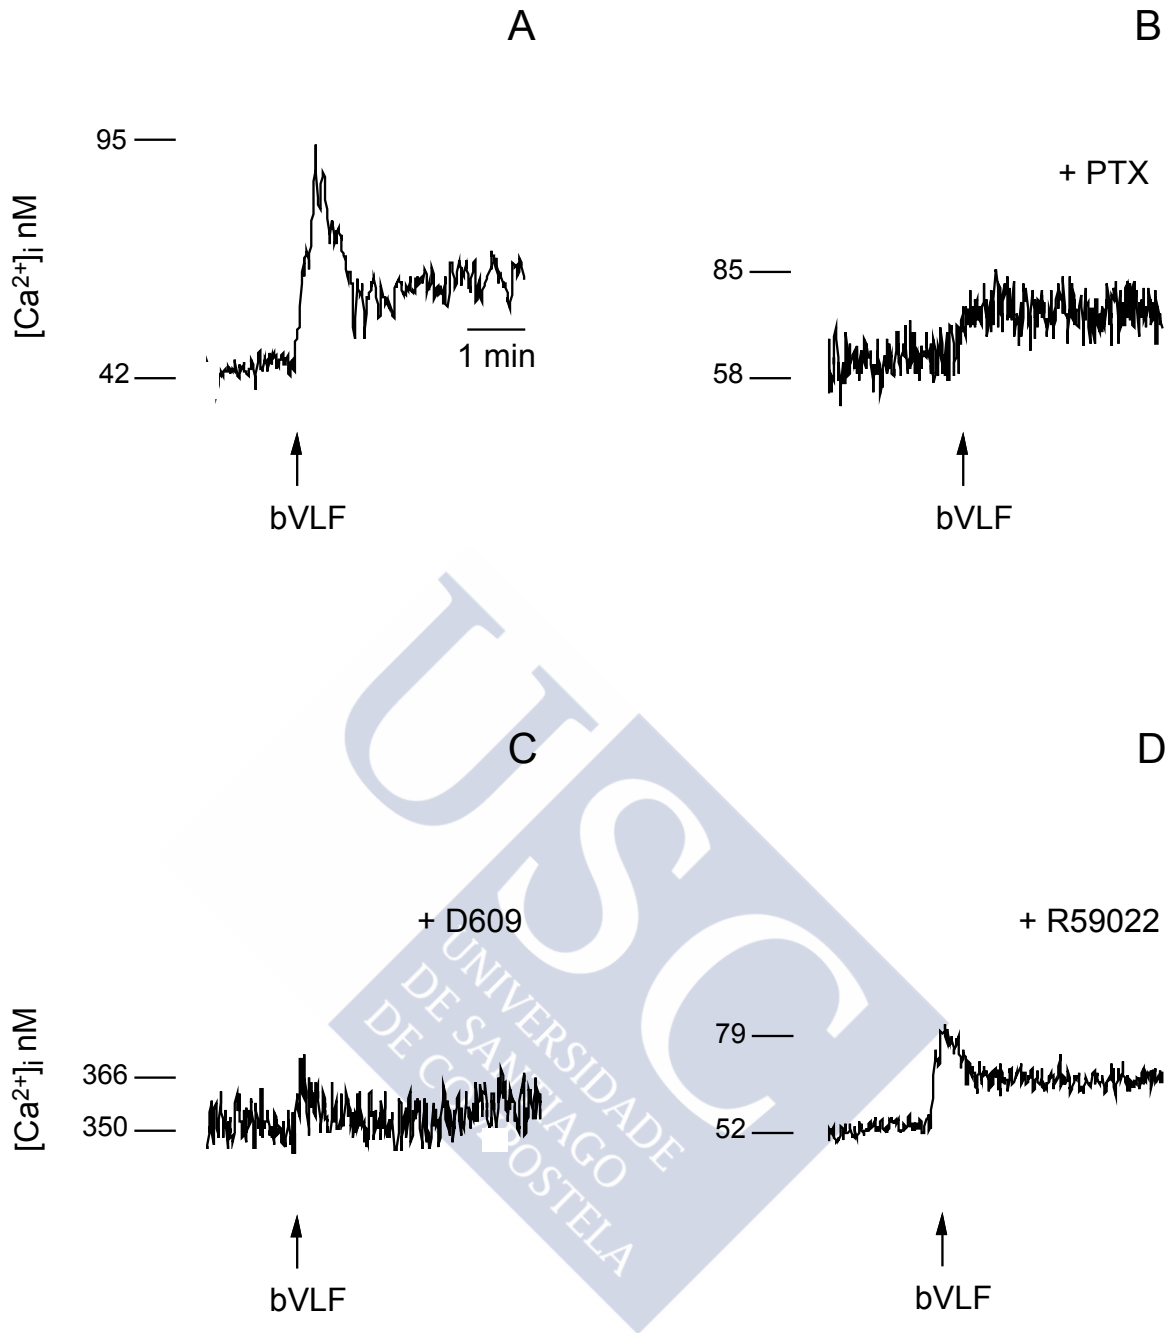 A
B
95
+ PTX
[Ca²⁺]ᵢ nM
85
1 min
42
58
bVLF
bVLF
C
D
+ D609
+ R59022
[Ca²⁺]ᵢ nM
79
366
350
52
bVLF
bVLF
USC
UNIVERSIDADE
DE SANTIAGO
DE COMPOSTELA